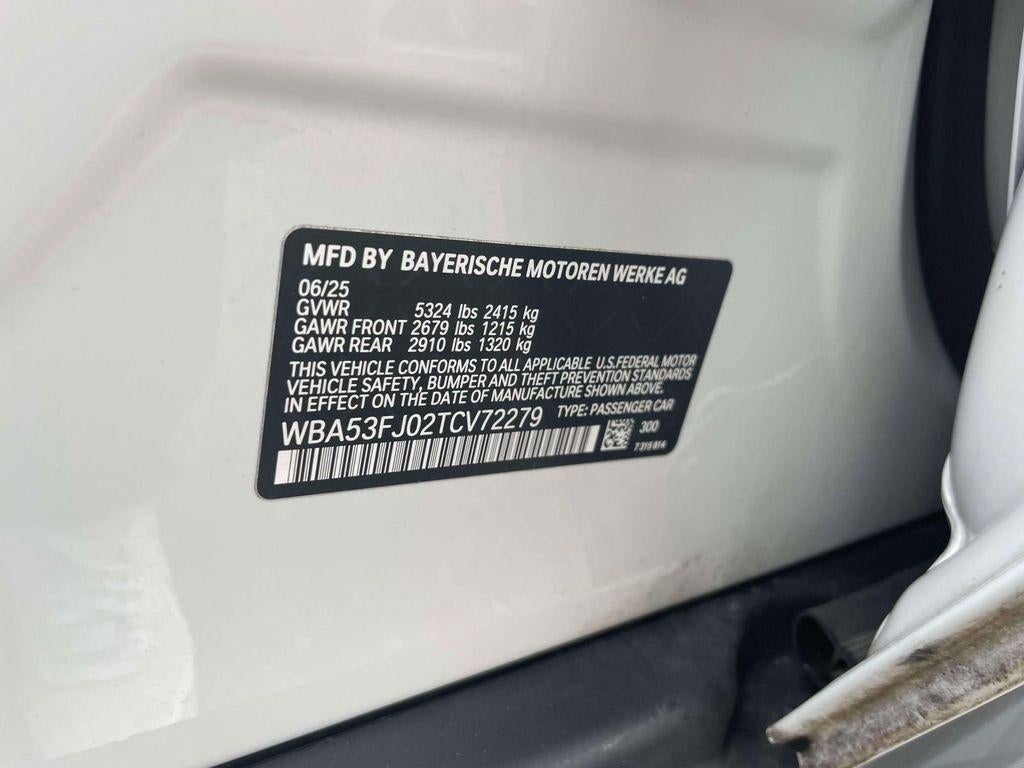 MFD BY BAYERISCHE MOTOREN WERKE AG
06/25
GVWR 5324 lbs 2415 kg
GAWR FRONT 2679 lbs 1215 kg
GAWR REAR 2910 lbs 1320 kg
THIS VEHICLE CONFORMS TO ALL APPLICABLE U.S.FEDERAL MOTOR
VEHICLE SAFETY, BUMPER AND THEFT PREVENTION STANDARDS
IN EFFECT ON THE DATE OF MANUFACTURE SHOWN ABOVE.
WBA53FJ02TCV72279 TYPE: PASSENGER CAR
300
7315814